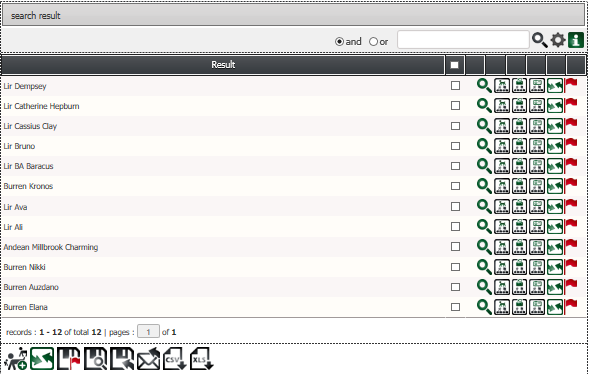 search result
and or
Result
Lir Dempsey
Lir Catherine Hepburn
Lir Cassius Clay
Lir Bruno
Lir BA Baracus
Burren Kronos
Lir Ava
Lir Ali
Andean Millbrook Charming
Burren Nikki
Burren Auzdano
Burren Elana
records : 1 - 12 of total 12 | pages : 1 of 1
CSV XLS